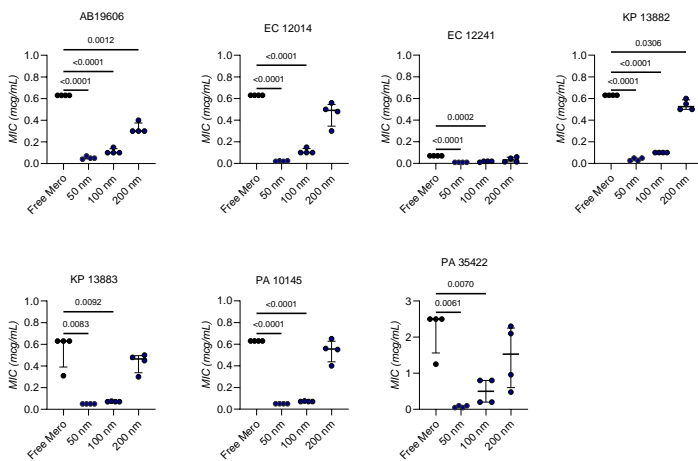 AB19606
MIC (mcg/mL)
1.0
0.8
0.6
0.4
0.2
0.0
0.0012
<0.0001
<0.0001
Free Mero
50 nm
100 nm
200 nm
EC 12014
MIC (mcg/mL)
1.0
0.8
0.6
0.4
0.2
0.0
<0.0001
<0.0001
Free Mero
50 nm
100 nm
200 nm
EC 12241
MIC (mcg/mL)
1.0
0.8
0.6
0.4
0.2
0.0
0.0002
<0.0001
Free Mero
50 nm
100 nm
200 nm
KP 13882
MIC (mcg/mL)
1.0
0.8
0.6
0.4
0.2
0.0
0.0306
<0.0001
<0.0001
Free Mero
50 nm
100 nm
200 nm
KP 13883
MIC (mcg/mL)
1.0
0.8
0.6
0.4
0.2
0.0
0.0092
0.0083
Free Mero
50 nm
100 nm
200 nm
PA 10145
MIC (mcg/mL)
1.0
0.8
0.6
0.4
0.2
0.0
<0.0001
<0.0001
Free Mero
50 nm
100 nm
200 nm
PA 35422
MIC (mcg/mL)
3
2
1
0
0.0070
0.0061
Free Mero
50 nm
100 nm
200 nm